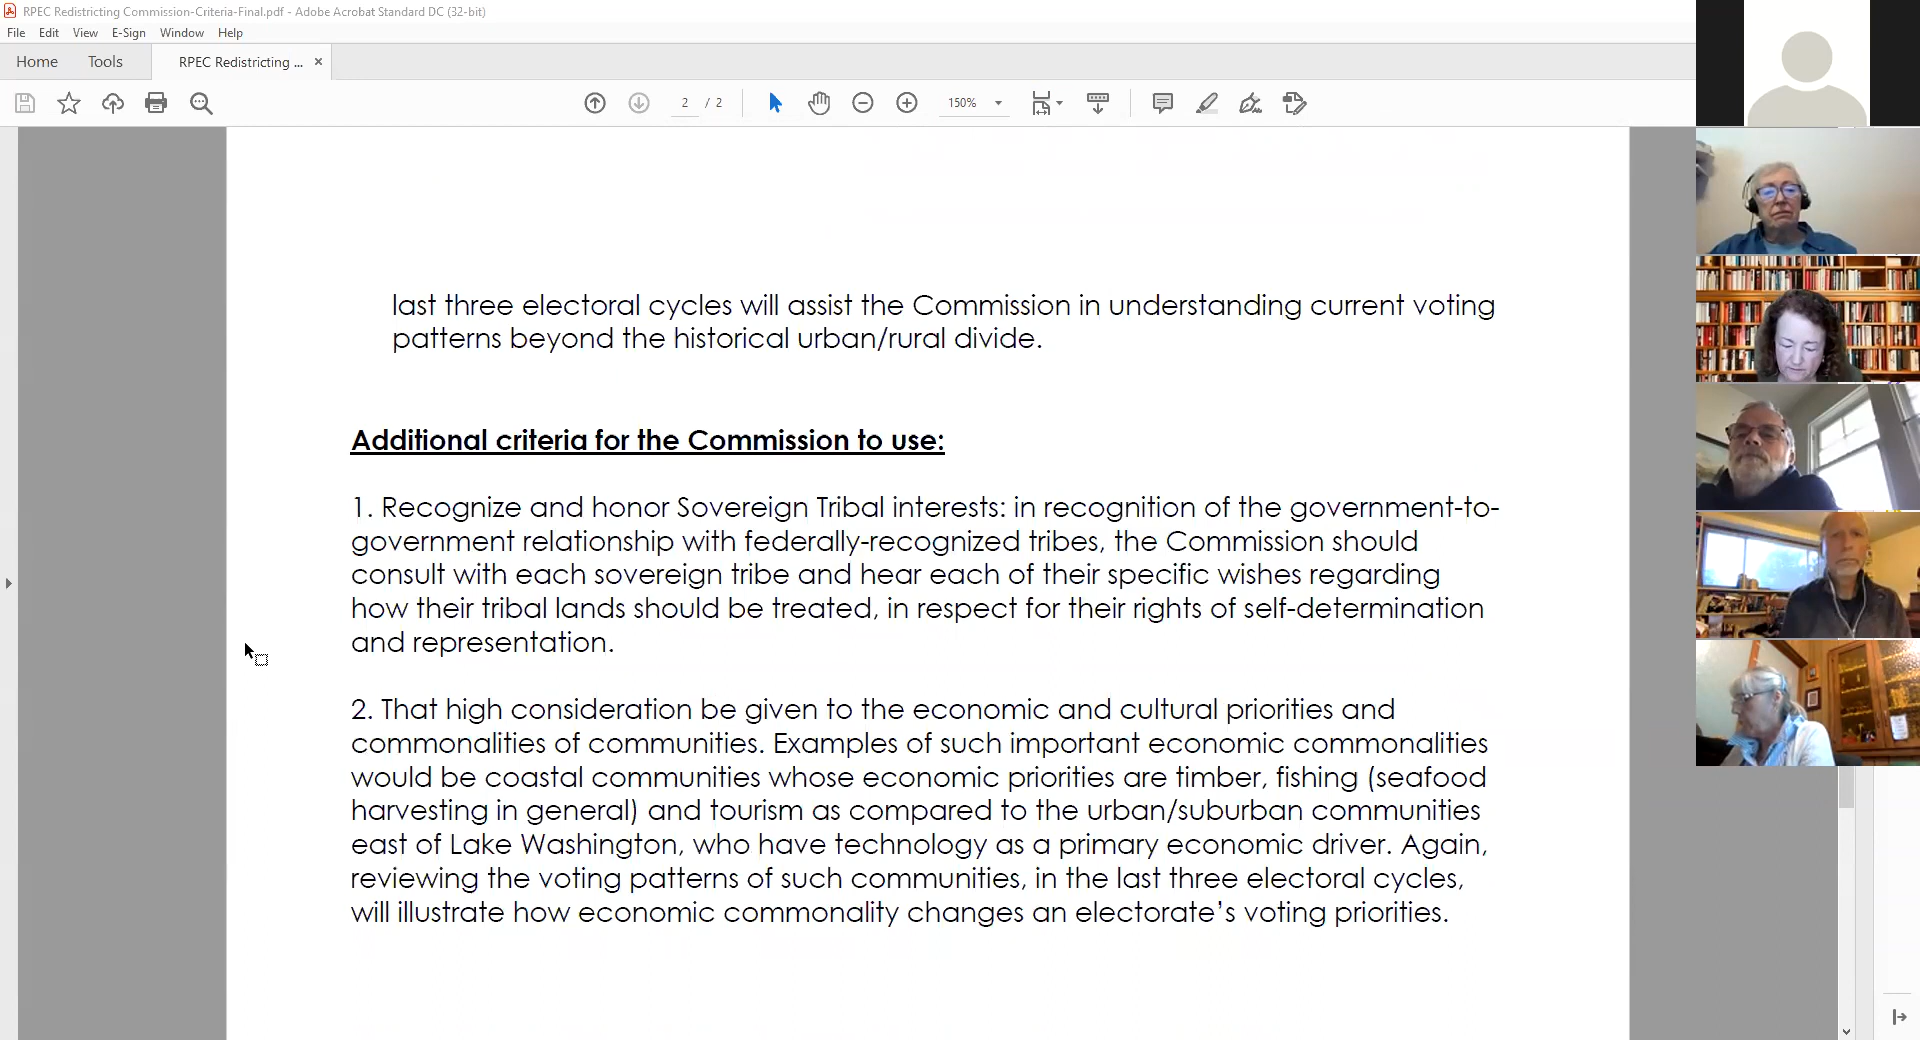 RPEC Redistricting Commission-Criteria-Final.pdf - Adobe Acrobat Standard DC (32-bit)
File Edit View E-Sign Window Help
Home Tools RPEC Redistricting ... ×
2 / 2 150%
last three electoral cycles will assist the Commission in understanding current voting
patterns beyond the historical urban/rural divide.
Additional criteria for the Commission to use:
1. Recognize and honor Sovereign Tribal interests: in recognition of the government-to-
government relationship with federally-recognized tribes, the Commission should
consult with each sovereign tribe and hear each of their specific wishes regarding
how their tribal lands should be treated, in respect for their rights of self-determination
and representation.
2. That high consideration be given to the economic and cultural priorities and
commonalities of communities. Examples of such important economic commonalities
would be coastal communities whose economic priorities are timber, fishing (seafood
harvesting in general) and tourism as compared to the urban/suburban communities
east of Lake Washington, who have technology as a primary economic driver. Again,
reviewing the voting patterns of such communities, in the last three electoral cycles,
will illustrate how economic commonality changes an electorate’s voting priorities.